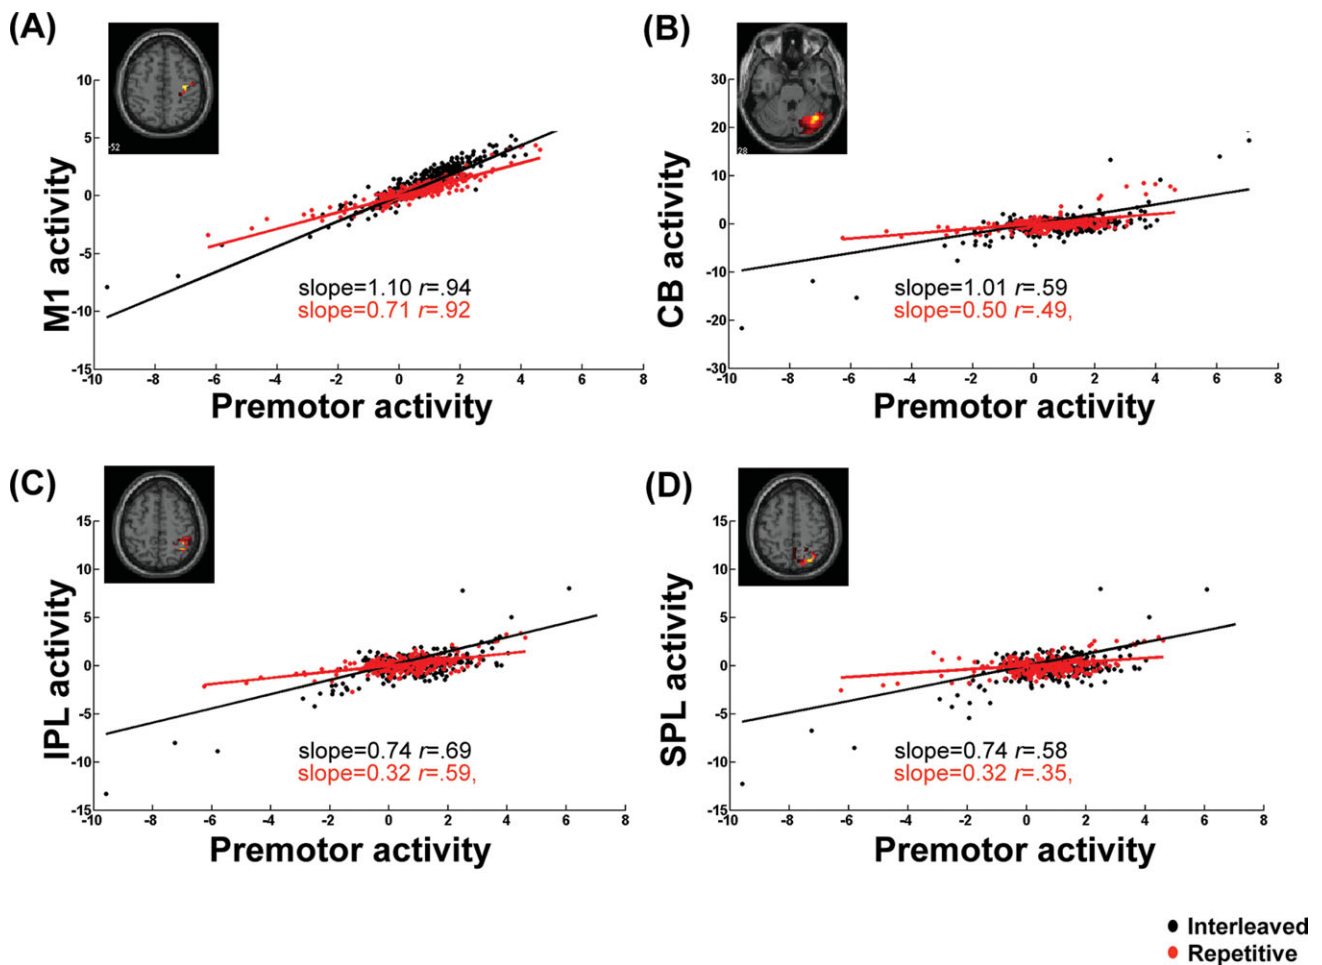 (A)
-52
10
5
0
-5
-10
-15
M1 activity
slope=1.10 r=.94
slope=0.71 r=.92
-10 -8 -6 -4 -2 0 2 4 6 8
Premotor activity
(B)
28
30
20
10
0
-10
-20
-30
CB activity
slope=1.01 r=.59
slope=0.50 r=.49,
-10 -8 -6 -4 -2 0 2 4 6 8
Premotor activity
(C)
15
10
5
0
-5
-10
-15
IPL activity
slope=0.74 r=.69
slope=0.32 r=.59,
-10 -8 -6 -4 -2 0 2 4 6 8
Premotor activity
(D)
15
10
5
0
-5
-10
-15
SPL activity
slope=0.74 r=.58
slope=0.32 r=.35,
-10 -8 -6 -4 -2 0 2 4 6 8
Premotor activity
Interleaved
Repetitive